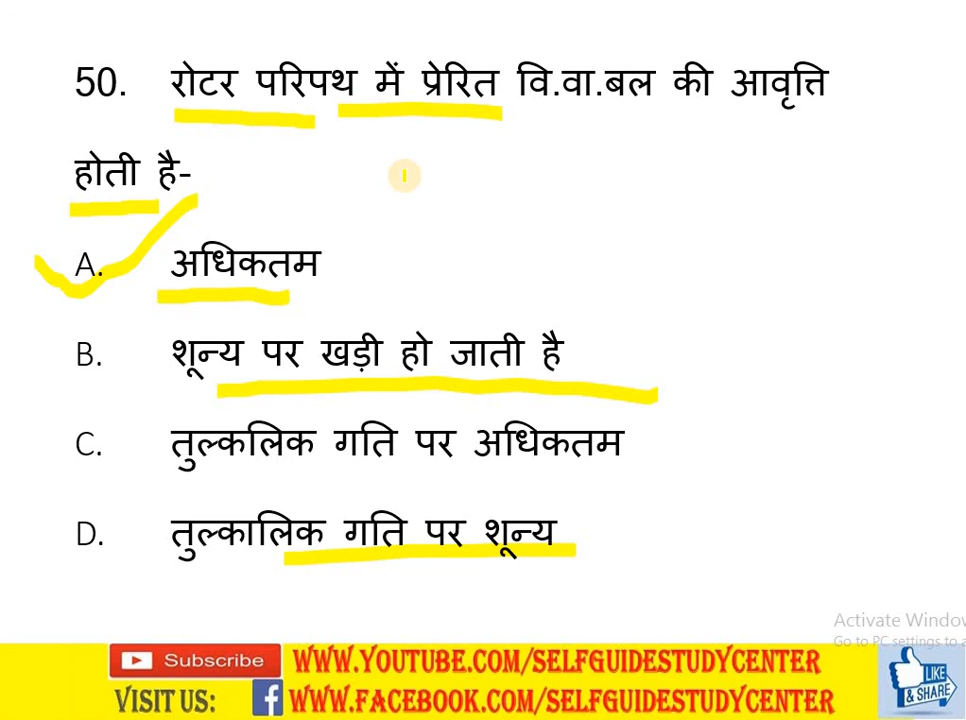 50. रोटर परिपथ में प्रेरित वि.वा.बल की आवृत्ति
होती है-
A. अधिकतम
B. शून्य पर खड़ी हो जाती है
C. तुल्कलिक गति पर अधिकतम
D. तुल्कालिक गति पर शून्य
Activate Window
Go to PC settings to a
Subscribe WWW.YOUTUBE.COM/SELFGUIDESTUDYCENTER
VISIT US: f WWW.FACEBOOK.COM/SELFGUIDESTUDYCENTER
LIKE
& SHARE